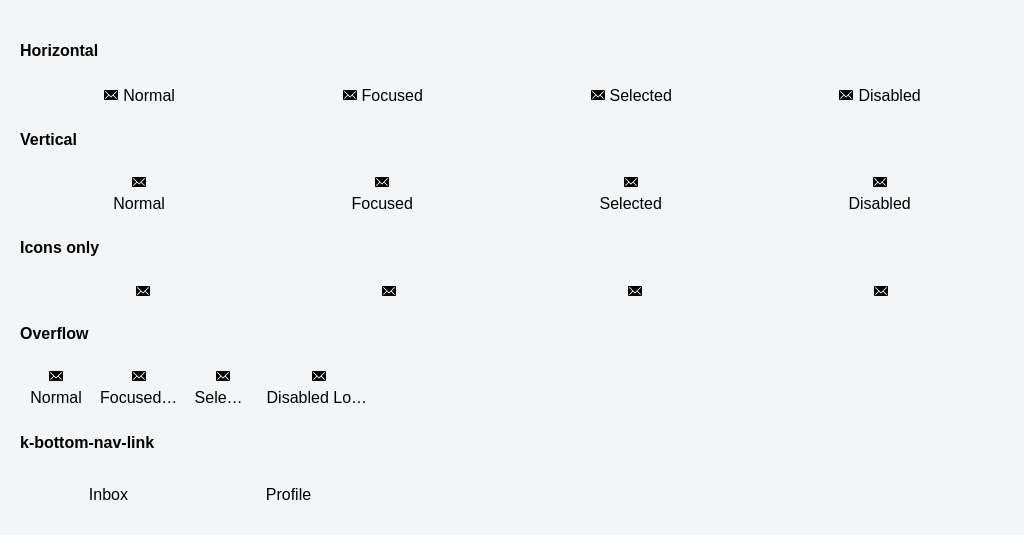 Horizontal
Normal Focused Selected Disabled
Vertical
Normal Focused Selected Disabled
Icons only
Overflow
Normal Focused… Sele… Disabled Lo…
k-bottom-nav-link
Inbox Profile